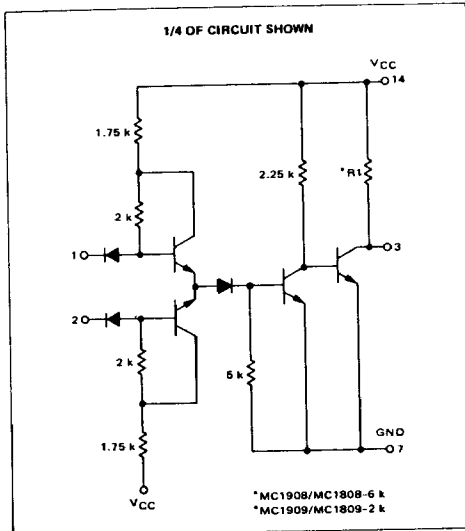 1/4 OF CIRCUIT SHOWN
VCC
14
1.75 k
2.25 k
*R1
2 k
1
3
2
2 k
5 k
1.75 k
GND
7
VCC
*MC1908/MC1808-6 k
*MC1909/MC1809-2 k